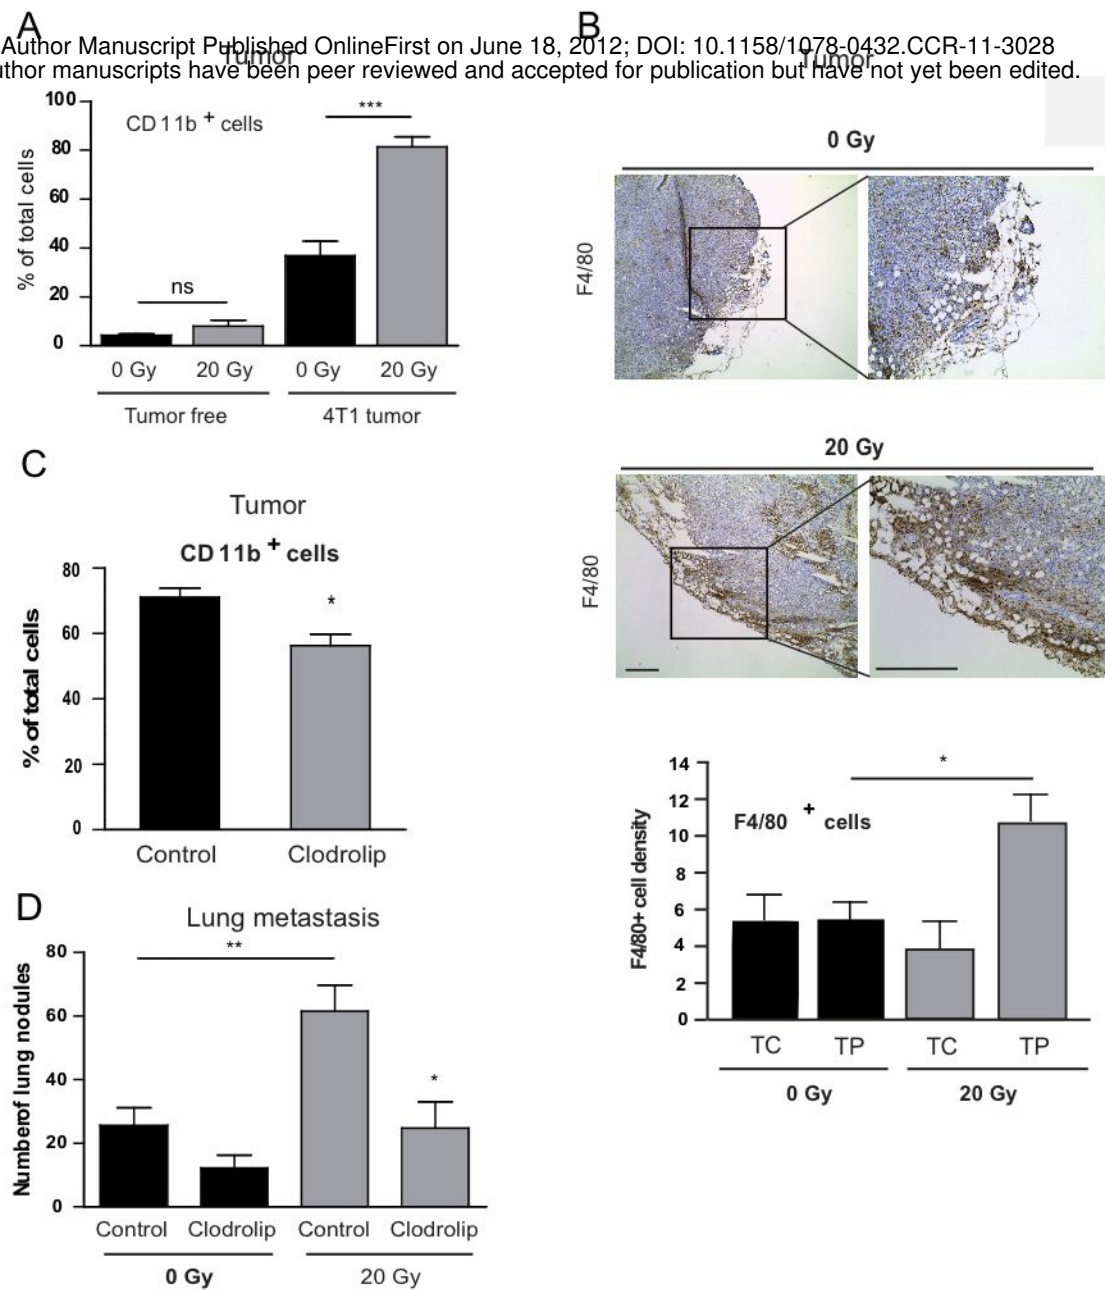 A
B
Author Manuscript Published OnlineFirst on June 18, 2012; DOI: 10.1158/1078-0432.CCR-11-3028
uthor manuscripts have been peer reviewed and accepted for publication but have not yet been edited.
Tumor
Tumor
100
80
60
40
20
0
% of total cells
CD 11b + cells
***
ns
0 Gy
20 Gy
0 Gy
20 Gy
Tumor free
4T1 tumor
0 Gy
F4/80
20 Gy
F4/80
14
12
10
8
6
4
2
0
F4/80+ cell density
F4/80 + cells
*
TC
TP
TC
TP
0 Gy
20 Gy
C
Tumor
CD 11b + cells
80
60
40
20
0
% of total cells
*
Control
Clodrolip
D
Lung metastasis
80
60
40
20
0
Numberof lung nodules
**
*
Control
Clodrolip
Control
Clodrolip
0 Gy
20 Gy